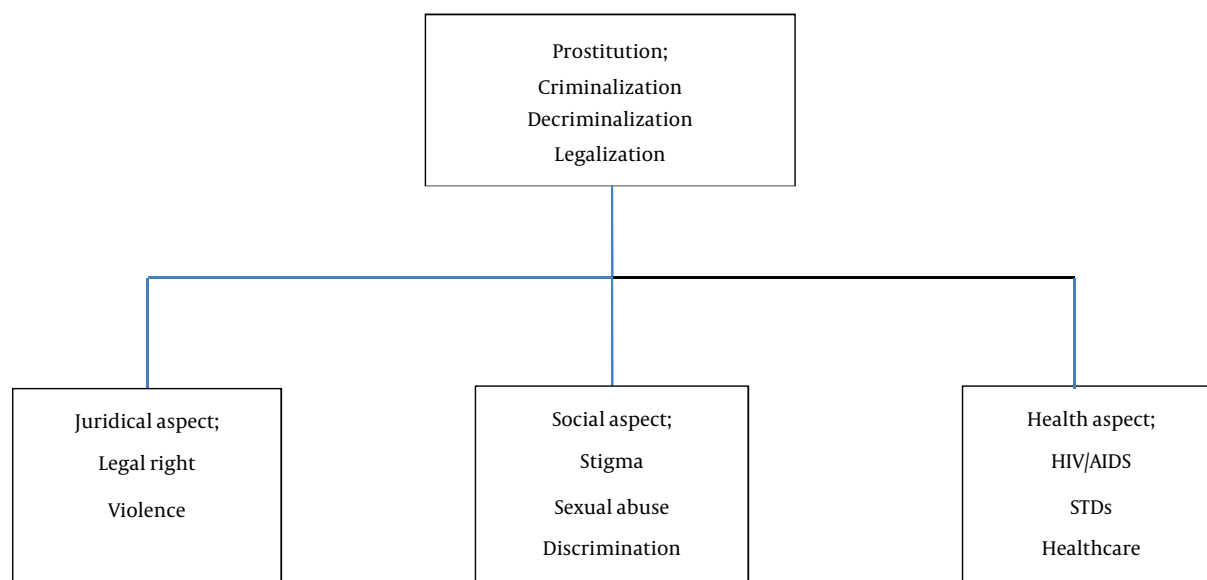 Prostitution;
Criminalization
Decriminalization
Legalization
Juridical aspect;
Legal right
Violence
Social aspect;
Stigma
Sexual abuse
Discrimination
Health aspect;
HIV/AIDS
STDs
Healthcare